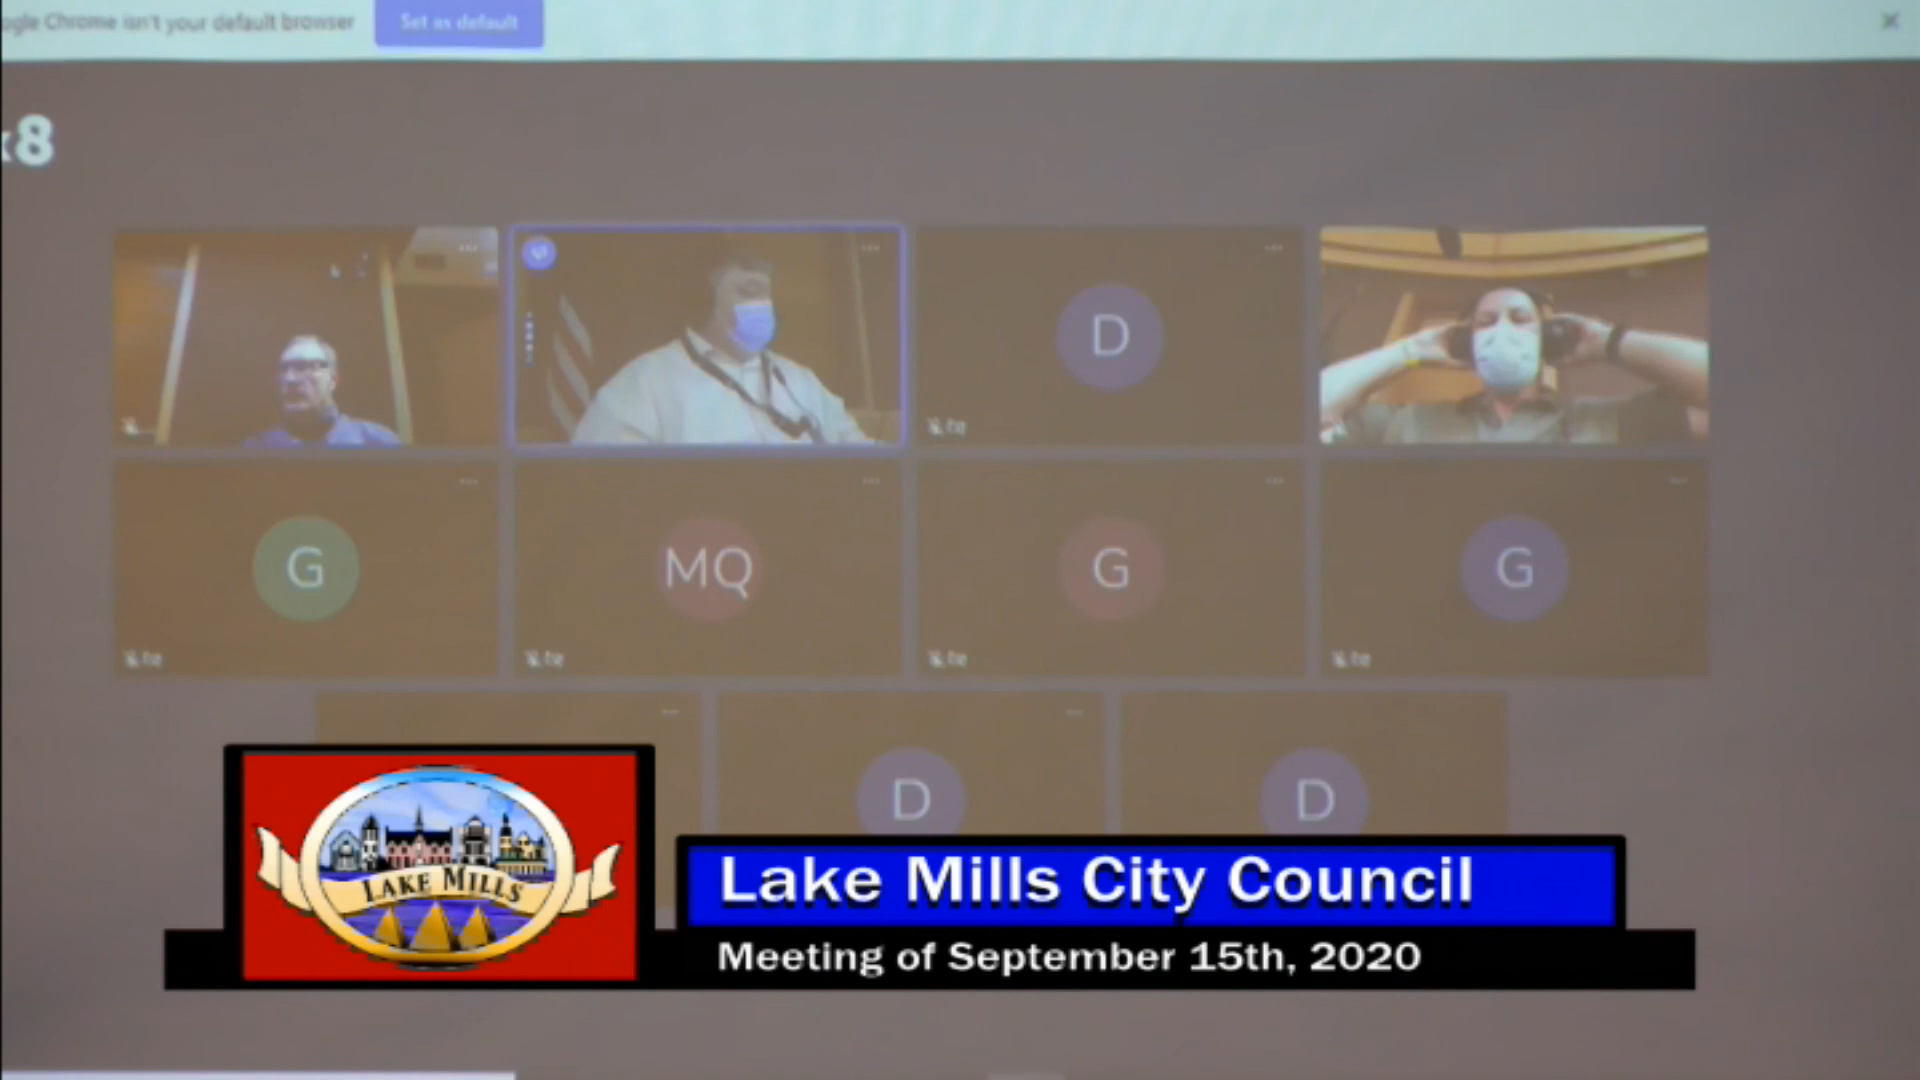 ogle Chrome isn't your default browser
Set as default
8
D
G
MQ
G
G
D
D
LAKE MILLS
Lake Mills City Council
Meeting of September 15th, 2020